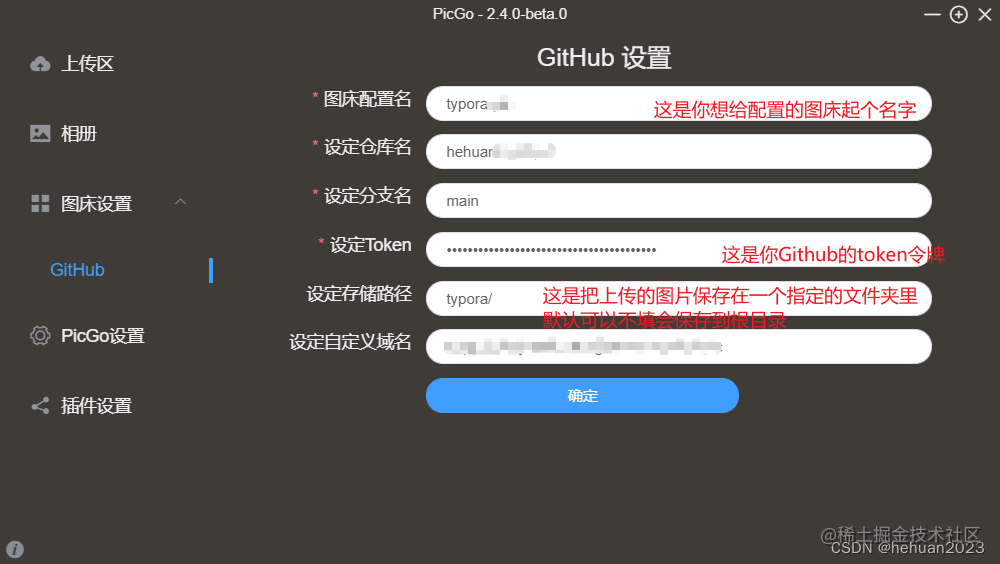 PicGo - 2.4.0-beta.0
上传区
相册
图床设置
GitHub
PicGo设置
插件设置
GitHub 设置
* 图床配置名
typora
这是你想给配置的图床起个名字
* 设定仓库名
hehuan
* 设定分支名
main
* 设定Token
••••••••••••••••••••••••••••••••••••••••
这是你Github的token令牌
设定存储路径
typora/
这是把上传的图片保存在一个指定的文件夹里
默认可以不填会保存到根目录
设定自定义域名
确定
@稀土掘金技术社区
CSDN @hehuan2023